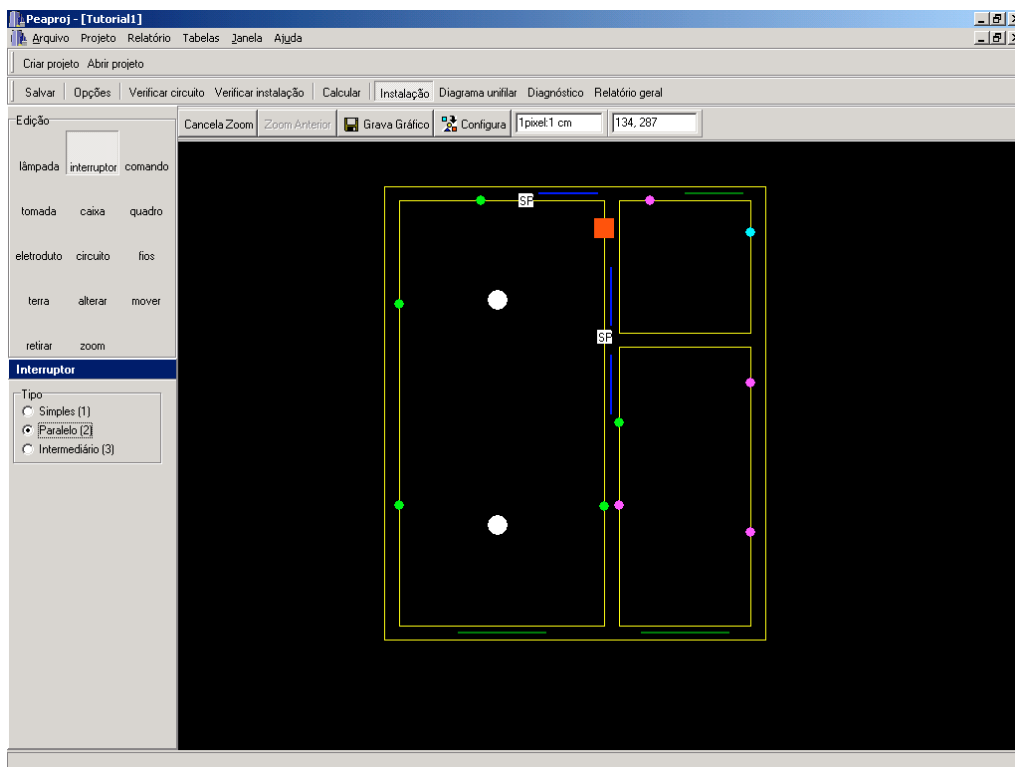 Peaproj - [Tutorial1]
Arquivo Projeto Relatório Tabelas Janela Ajuda
Criar projeto Abrir projeto
Salvar Opções Verificar circuito Verificar instalação Calcular Instalação Diagrama unifilar Diagnóstico Relatório geral
Edição
Cancela Zoom Zoom Anterior Grava Gráfico Configura 1pixel:1 cm 134, 287
lâmpada interruptor comando
tomada caixa quadro
eletroduto circuito fios
terra alterar mover
retirar zoom
Interruptor
Tipo
Simples (1)
Paralelo (2)
Intermediário (3)
SP
SP